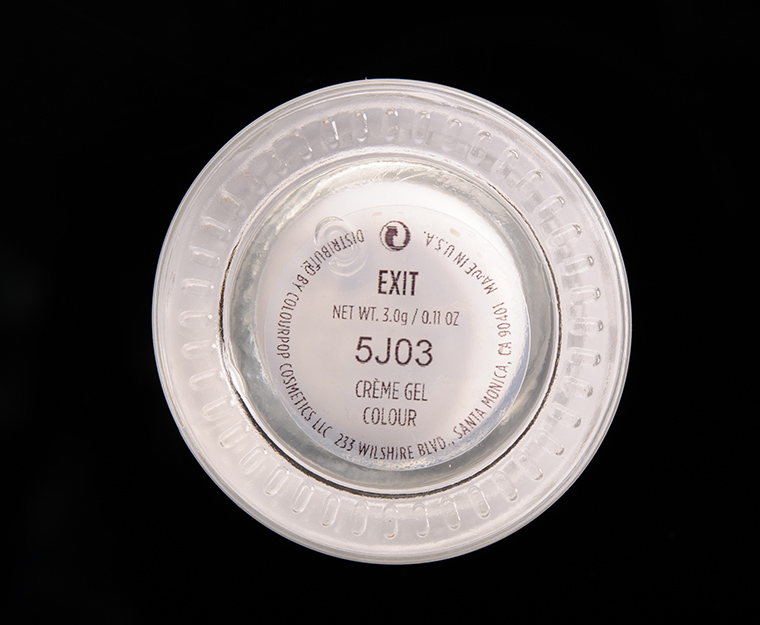 EXIT
NET WT. 3.0g / 0.11 OZ
5J03
CRÈME GEL
COLOUR
DISTRIBUTED BY COLOURPOP COSMETICS LLC 233 WILSHIRE BLVD., SANTA MONICA, CA 90401 MADE IN U.S.A.